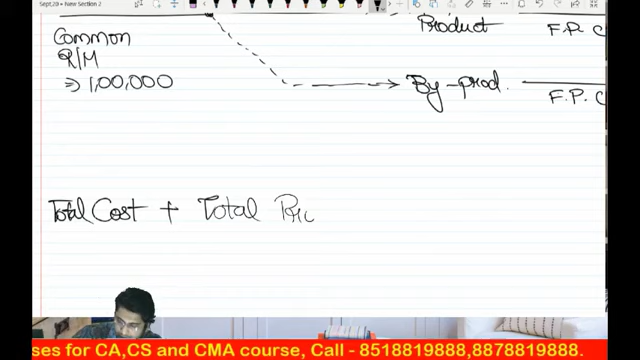 Sept.20 • New Section 2
Product
F.P. C
Common
R/M
⇒ 1,00,000
By-prod.
F.P. C
Total Cost + Total Pri
ses for CA,CS and CMA course, Call - 8518819888,8878819888.